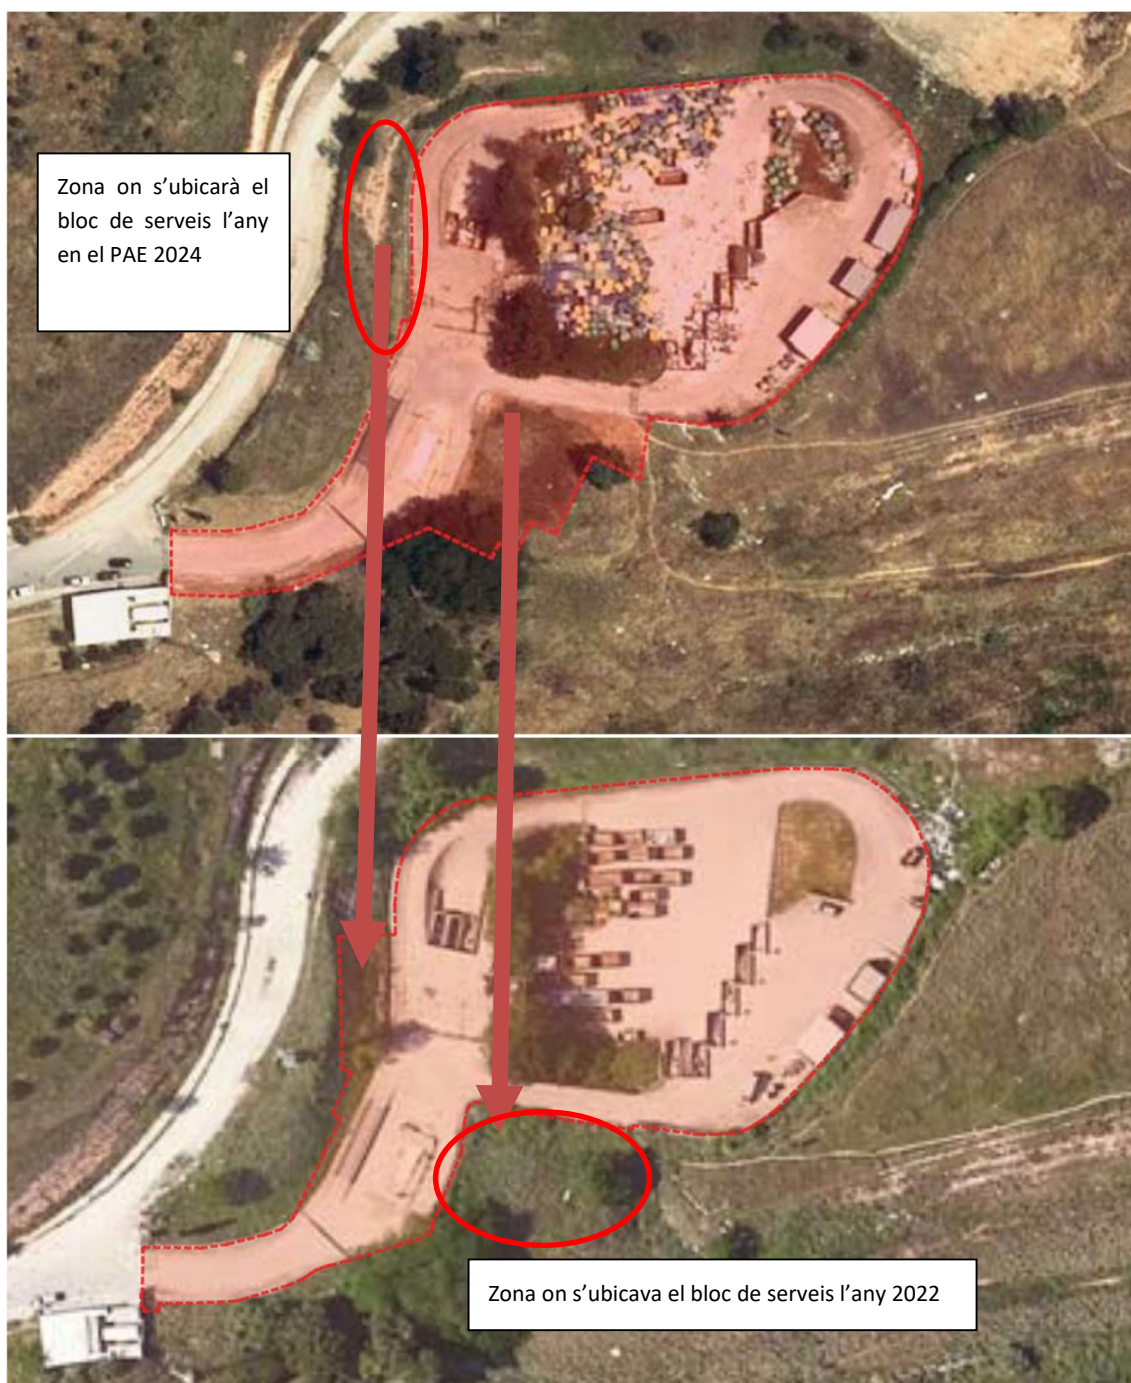 Zona on s’ubicarà el
bloc de serveis l’any
en el PAE 2024
Zona on s’ubicava el bloc de serveis l’any 2022